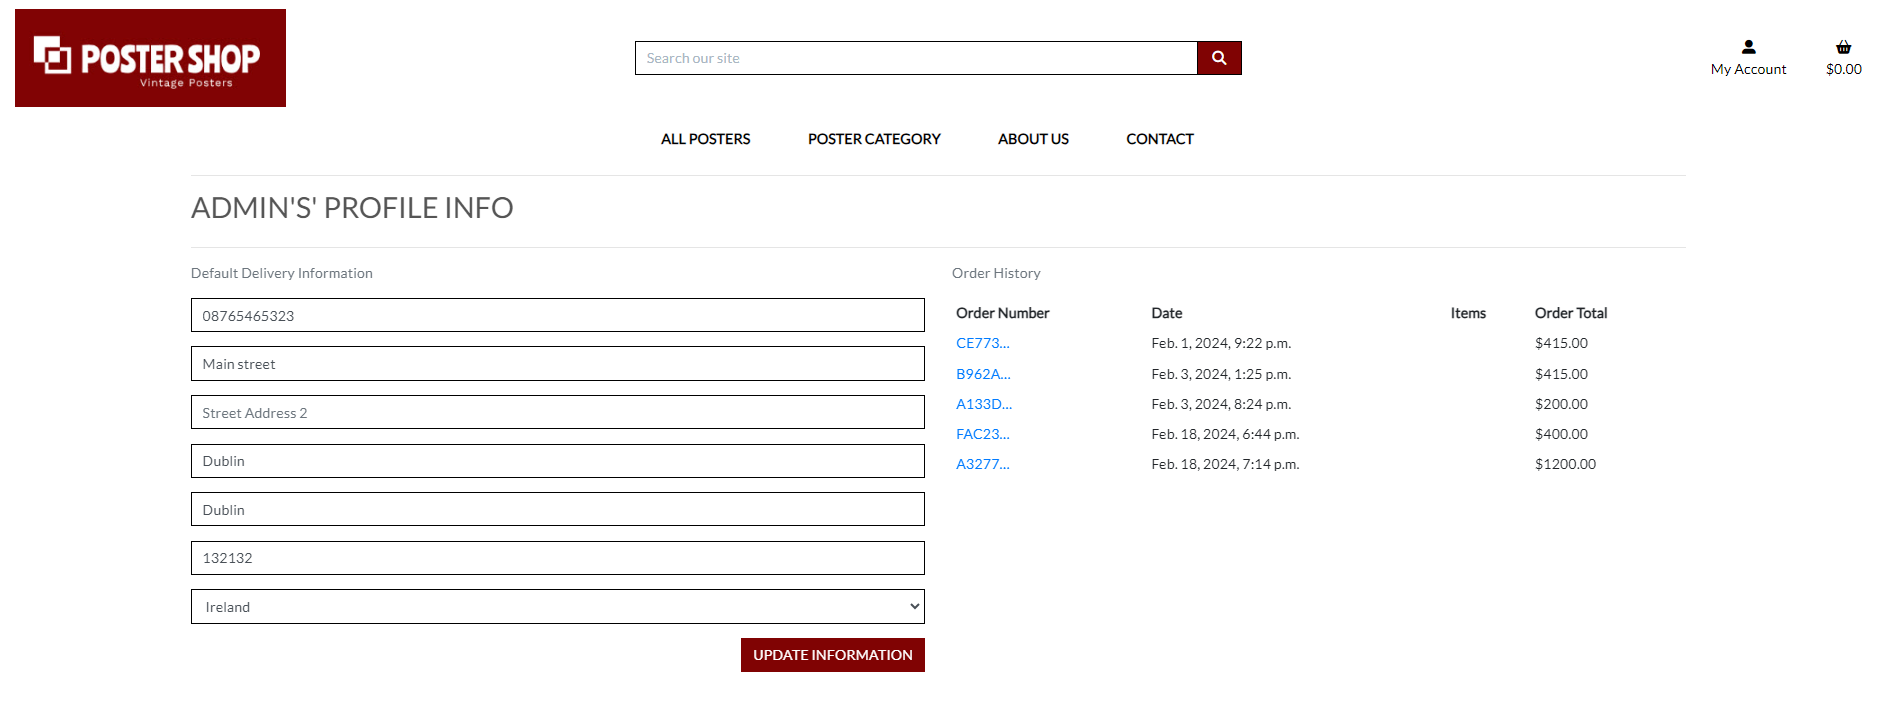 POSTER SHOP
Vintage Posters
Search our site
My Account
$0.00
ALL POSTERS
POSTER CATEGORY
ABOUT US
CONTACT
ADMIN'S' PROFILE INFO
Default Delivery Information
08765465323
Main street
Street Address 2
Dublin
Dublin
132132
Ireland
UPDATE INFORMATION
Order History
Order Number Date Items Order Total
CE773... Feb. 1, 2024, 9:22 p.m. $415.00
B962A... Feb. 3, 2024, 1:25 p.m. $415.00
A133D... Feb. 3, 2024, 8:24 p.m. $200.00
FAC23... Feb. 18, 2024, 6:44 p.m. $400.00
A3277... Feb. 18, 2024, 7:14 p.m. $1200.00